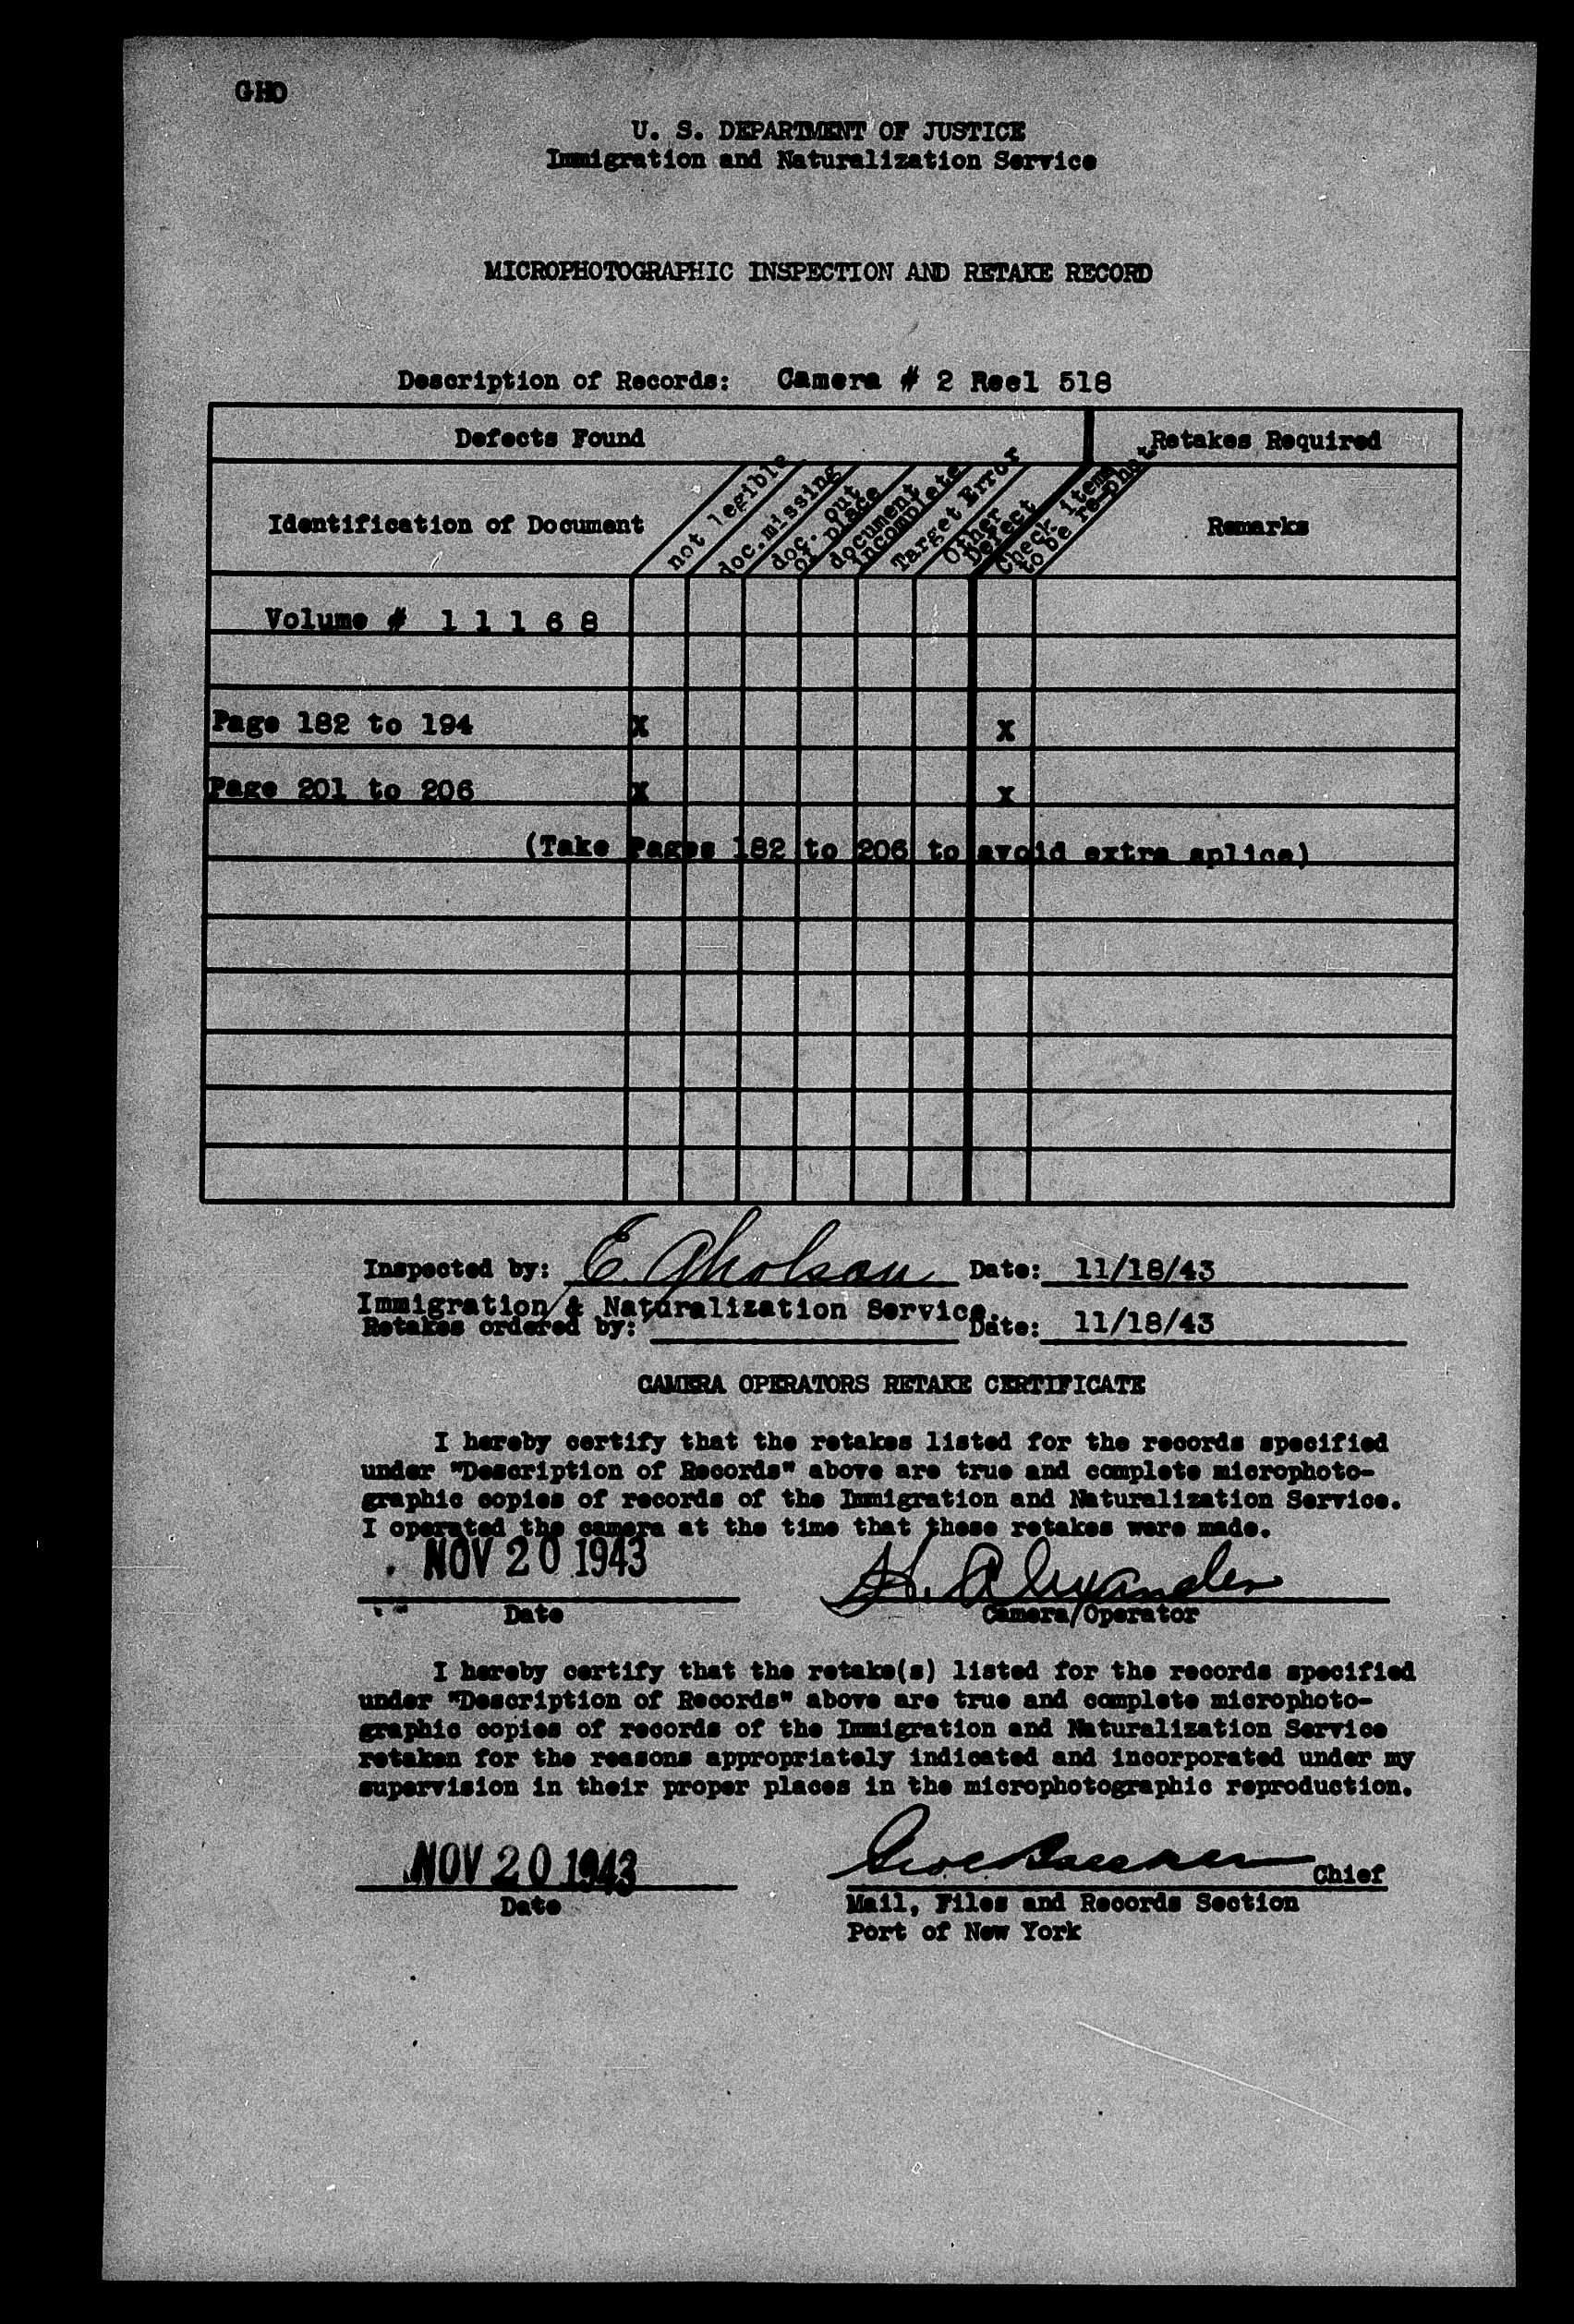 GHO
U. S. DEPARTMENT OF JUSTICE
Immigration and Naturalization Service
MICROPHOTOGRAPHIC INSPECTION AND RETAKE RECORD
Description of Records: Camera # 2 Reel 518
Defects Found
Retakes Required
Identification of Document
not legible
doc.missing
doc. out
of place
document
incomplete
Target Error
Other
Defect
Check items
to be re-phot.
Remarks
Volume # 1 1 1 6 8
Page 182 to 194 X X
Page 201 to 206 X X
(Take Pages 182 to 206 to avoid extra splice)
Inspected by: E. Gholson Date: 11/18/43
Immigration & Naturalization Service.
Retakes ordered by: Date: 11/18/43
CAMERA OPERATORS RETAKE CERTIFICATE
I hereby certify that the retakes listed for the records specified
under "Description of Records" above are true and complete microphoto-
graphic copies of records of the Immigration and Naturalization Service.
I operated the camera at the time that these retakes were made.
NOV 20 1943 H. Alexander
Date Camera Operator
I hereby certify that the retake(s) listed for the records specified
under "Description of Records" above are true and complete microphoto-
graphic copies of records of the Immigration and Naturalization Service
retaken for the reasons appropriately indicated and incorporated under my
supervision in their proper places in the microphotographic reproduction.
NOV 20 1943 Chief
Date Mail, Files and Records Section
Port of New York